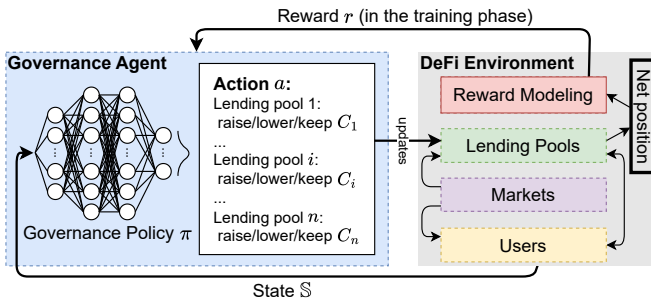 Reward r (in the training phase)
Governance Agent
Governance Policy π
Action a:
Lending pool 1:
raise/lower/keep C₁
...
Lending pool i:
raise/lower/keep Cᵢ
...
Lending pool n:
raise/lower/keep Cₙ
updates
DeFi Environment
Reward Modeling
Lending Pools
Markets
Users
Net position
State 𝕊